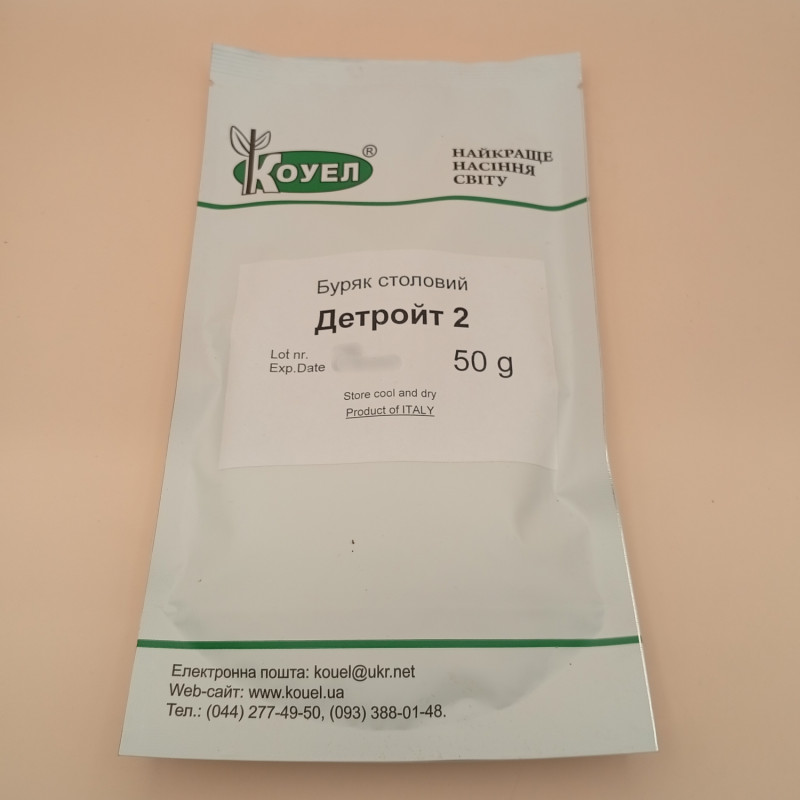 КОУЕЛ ®
НАЙКРАЩЕ
НАСІННЯ
СВІТУ
Буряк столовий
Детройт 2
Lot nr.
Exp.Date
50 g
Store cool and dry
Product of ITALY
Електронна пошта: kouel@ukr.net
Web-сайт: www.kouel.ua
Тел.: (044) 277-49-50, (093) 388-01-48.